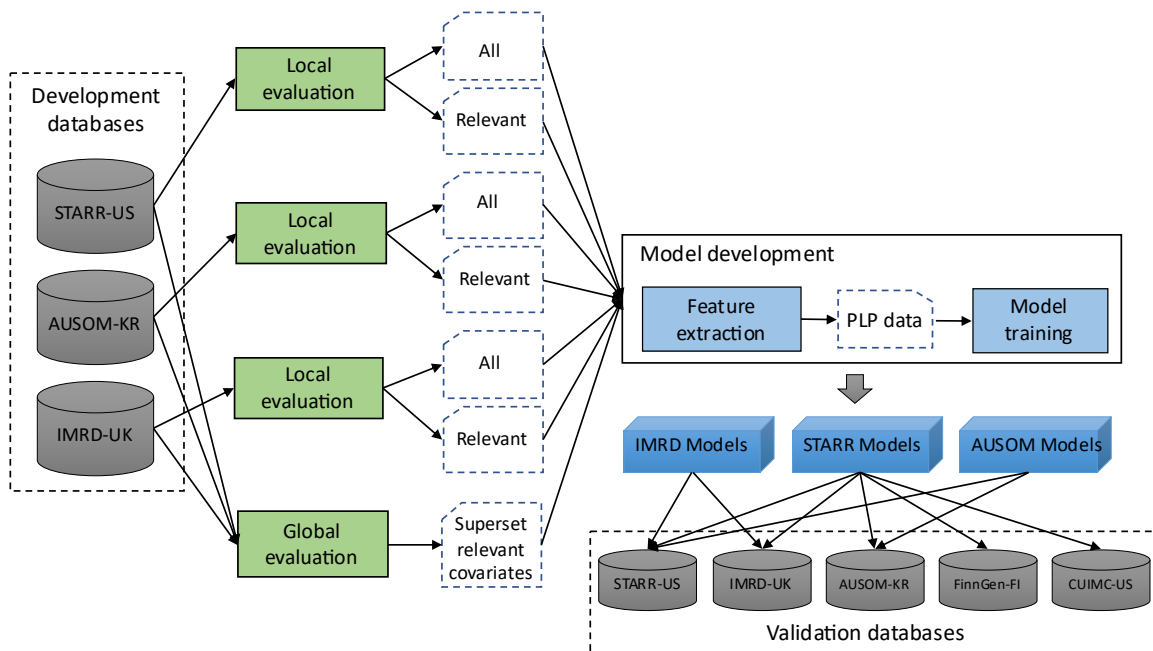 Development
databases
STARR-US
AUSOM-KR
IMRD-UK
Local
evaluation
All
Relevant
Local
evaluation
All
Relevant
Local
evaluation
All
Relevant
Global
evaluation
Superset
relevant
covariates
Model development
Feature
extraction
PLP data
Model
training
IMRD Models
STARR Models
AUSOM Models
STARR-US
IMRD-UK
AUSOM-KR
FinnGen-FI
CUIMC-US
Validation databases